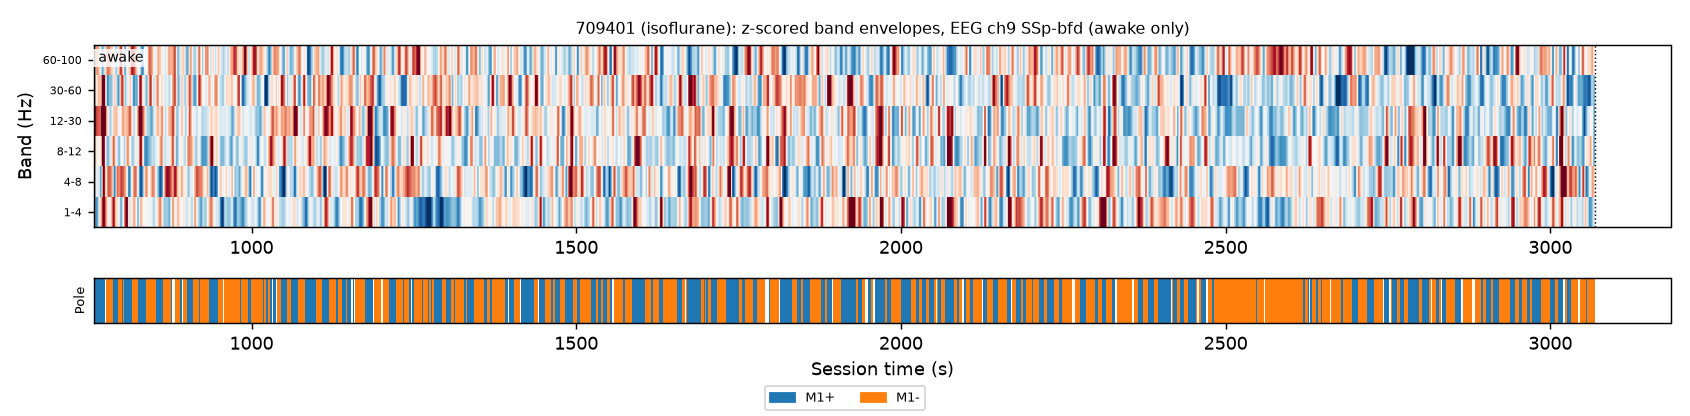 709401 (isoflurane): z-scored band envelopes, EEG ch9 SSp-bfd (awake only)
awake
Band (Hz)
60-100
30-60
12-30
8-12
4-8
1-4
1000 1500 2000 2500 3000
Pole
1000 1500 2000 2500 3000
Session time (s)
M1+ M1-